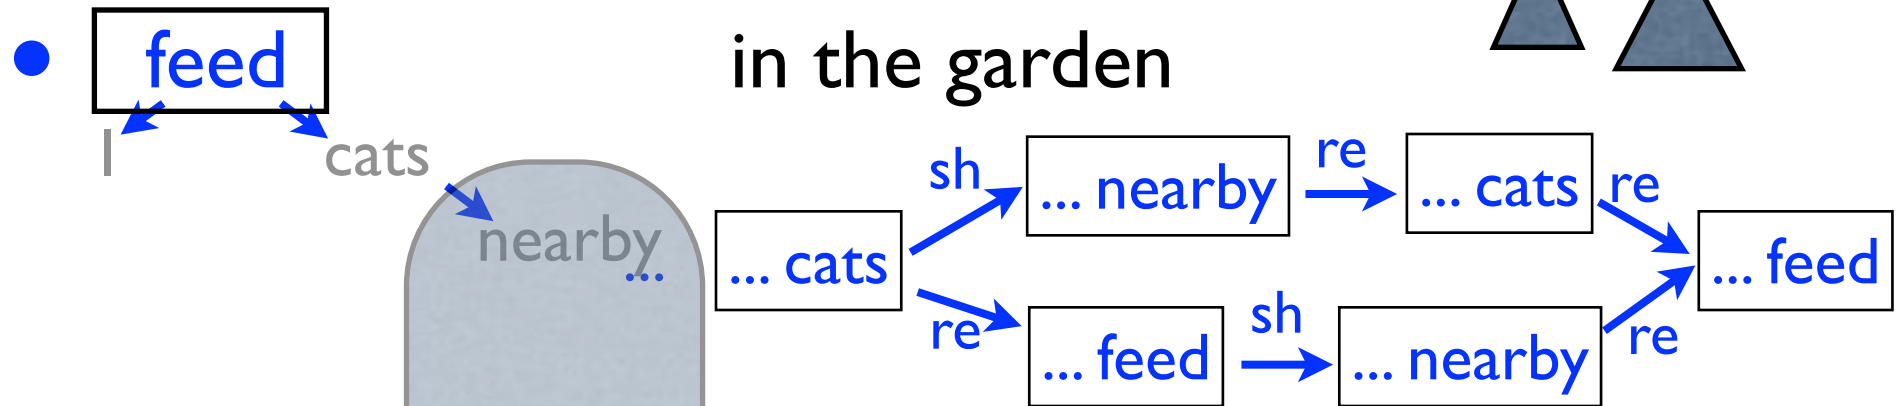 • feed in the garden
I cats
nearby
...
sh ... nearby re ... cats re
... cats ... feed
re ... feed sh ... nearby re